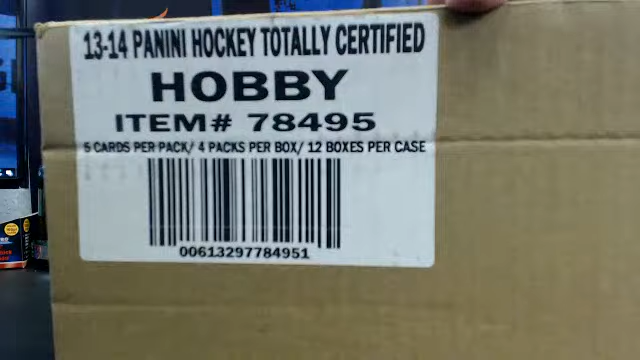 13-14 PANINI HOCKEY TOTALLY CERTIFIED
HOBBY
ITEM# 78495
5 CARDS PER PACK/ 4 PACKS PER BOX/ 12 BOXES PER CASE
00613297784951